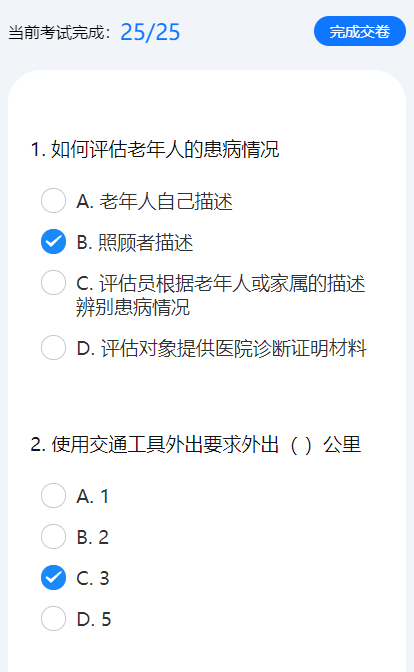 当前考试完成：25/25
完成交卷
1. 如何评估老年人的患病情况
A. 老年人自己描述
B. 照顾者描述
C. 评估员根据老年人或家属的描述
辨别患病情况
D. 评估对象提供医院诊断证明材料
2. 使用交通工具外出要求外出（ ）公里
A. 1
B. 2
C. 3
D. 5